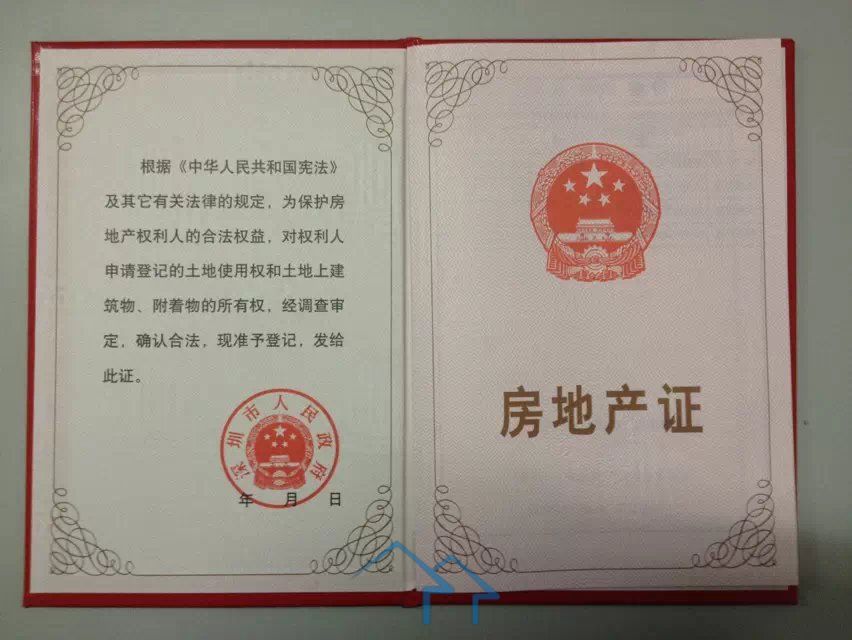 根据《中华人民共和国宪法》
及其它有关法律的规定，为保护房
地产权利人的合法权益，对权利人
申请登记的土地使用权和土地上建
筑物、附着物的所有权，经调查审
定，确认合法，现准予登记，发给
此证。
深圳市人民政府
年 月 日
房地产证